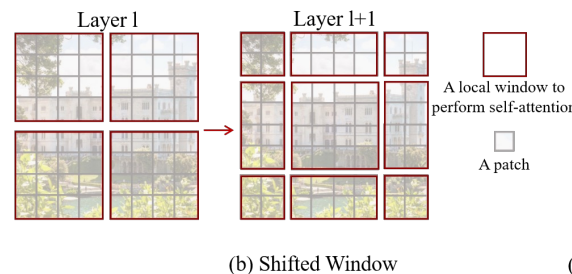 Layer l
Layer l+1
A local window to
perform self-attention
A patch
(b) Shifted Window
(